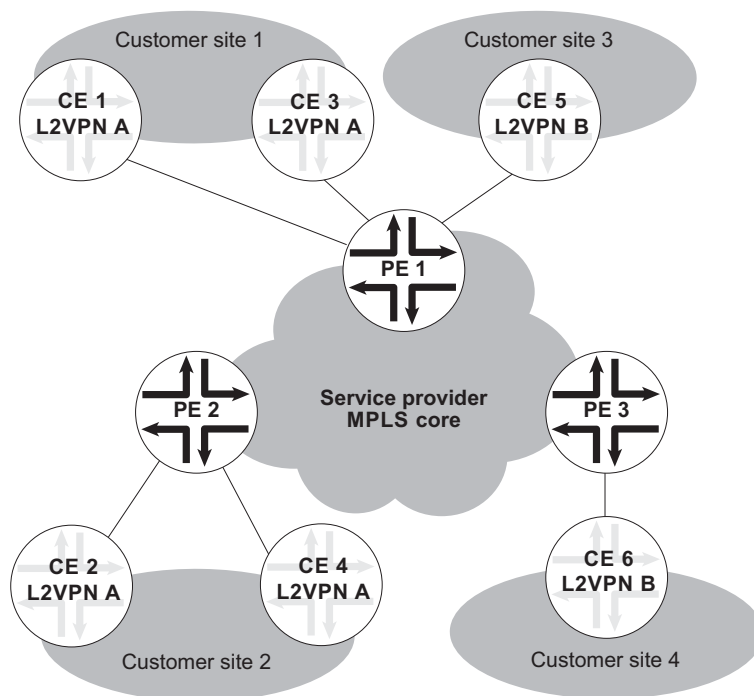 Customer site 1
Customer site 3
CE 1
L2VPN A
CE 3
L2VPN A
CE 5
L2VPN B
PE 1
Service provider
MPLS core
PE 2
PE 3
CE 2
L2VPN A
CE 4
L2VPN A
CE 6
L2VPN B
Customer site 2
Customer site 4